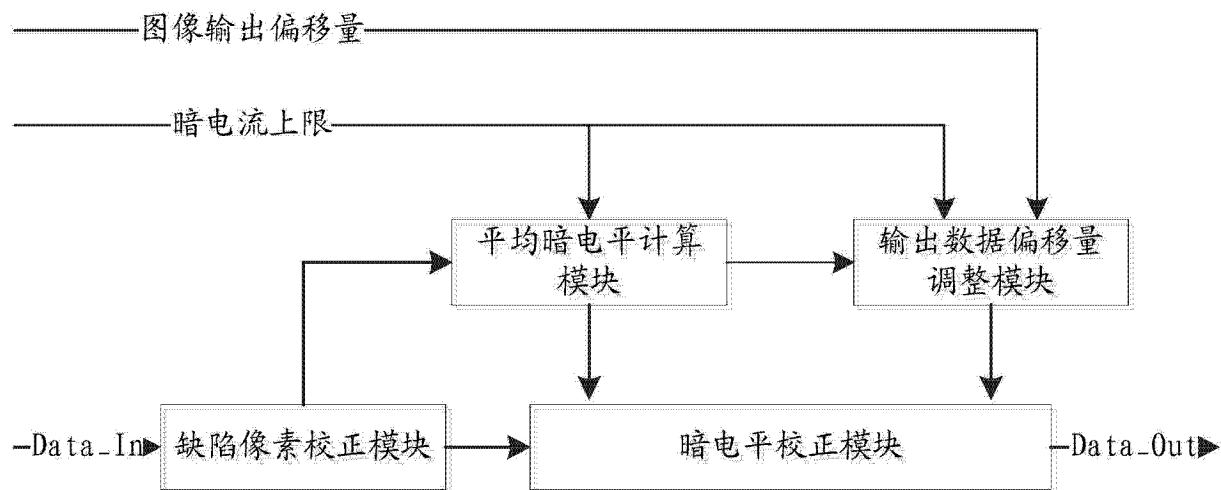 图像输出偏移量
暗电流上限
平均暗电平计算
模块
输出数据偏移量
调整模块
Data_In
缺陷像素校正模块
暗电平校正模块
Data_Out